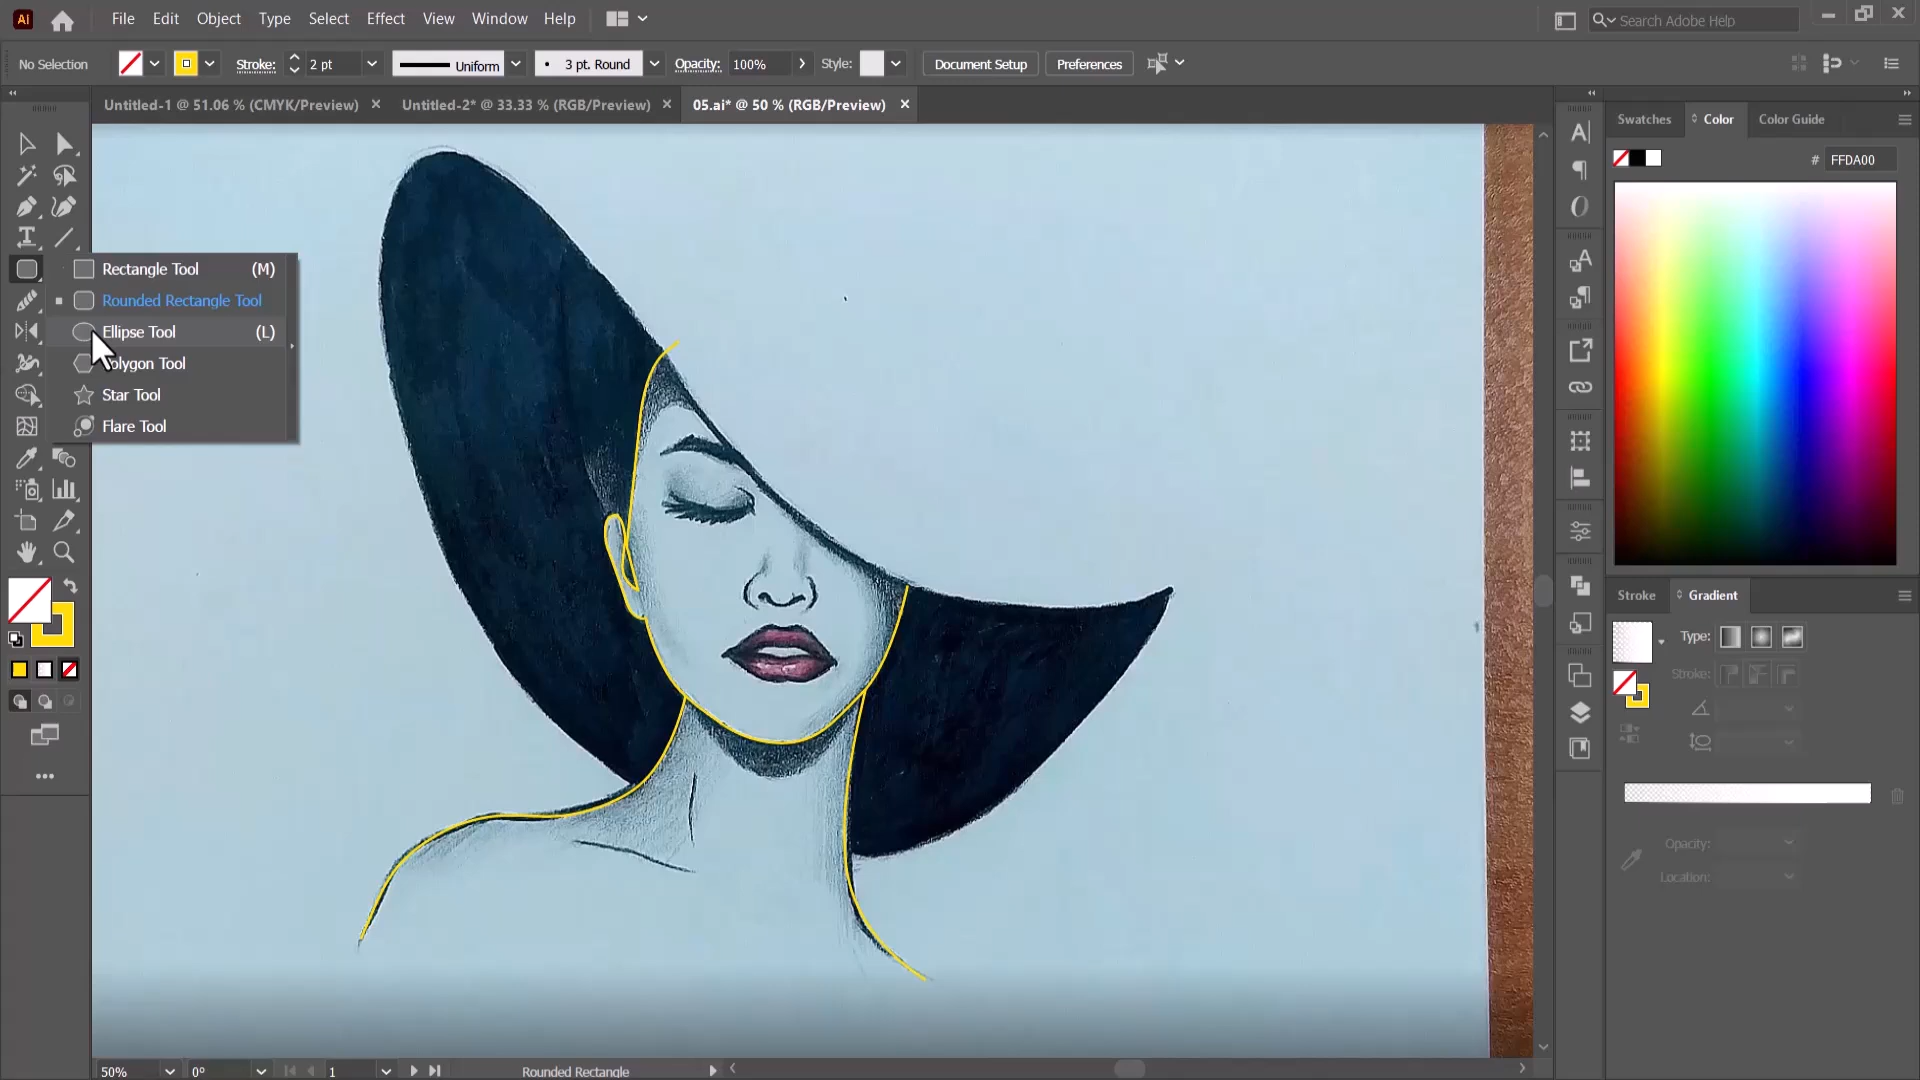 Ai File Edit Object Type Select Effect View Window Help Search Adobe Help
No Selection Stroke: 2 pt Uniform 3 pt. Round Opacity: 100% Style: Document Setup Preferences
Untitled-1 @ 51.06 % (CMYK/Preview) × Untitled-2* @ 33.33 % (RGB/Preview) × 05.ai* @ 50 % (RGB/Preview) ×
Swatches Color Color Guide
# FFDA00
Rectangle Tool (M)
Rounded Rectangle Tool
Ellipse Tool (L)
olygon Tool
Star Tool
Flare Tool
Stroke Gradient
Type:
Stroke:
Opacity:
Location:
50% 0° 1 Rounded Rectangle